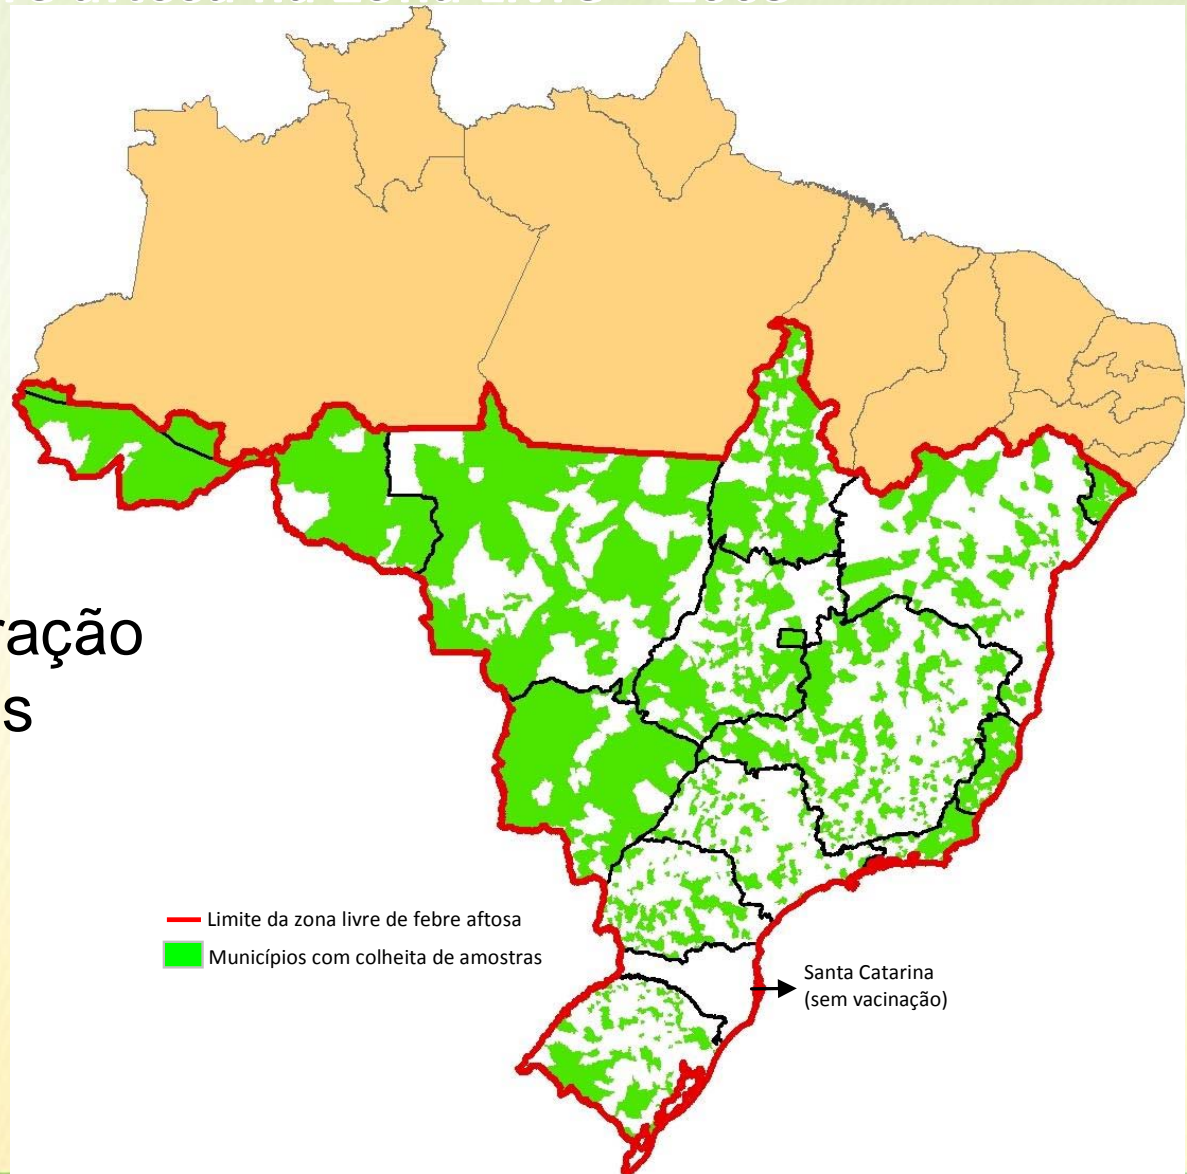 ração
s
Limite da zona livre de febre aftosa
Municípios com colheita de amostras
Santa Catarina
(sem vacinação)